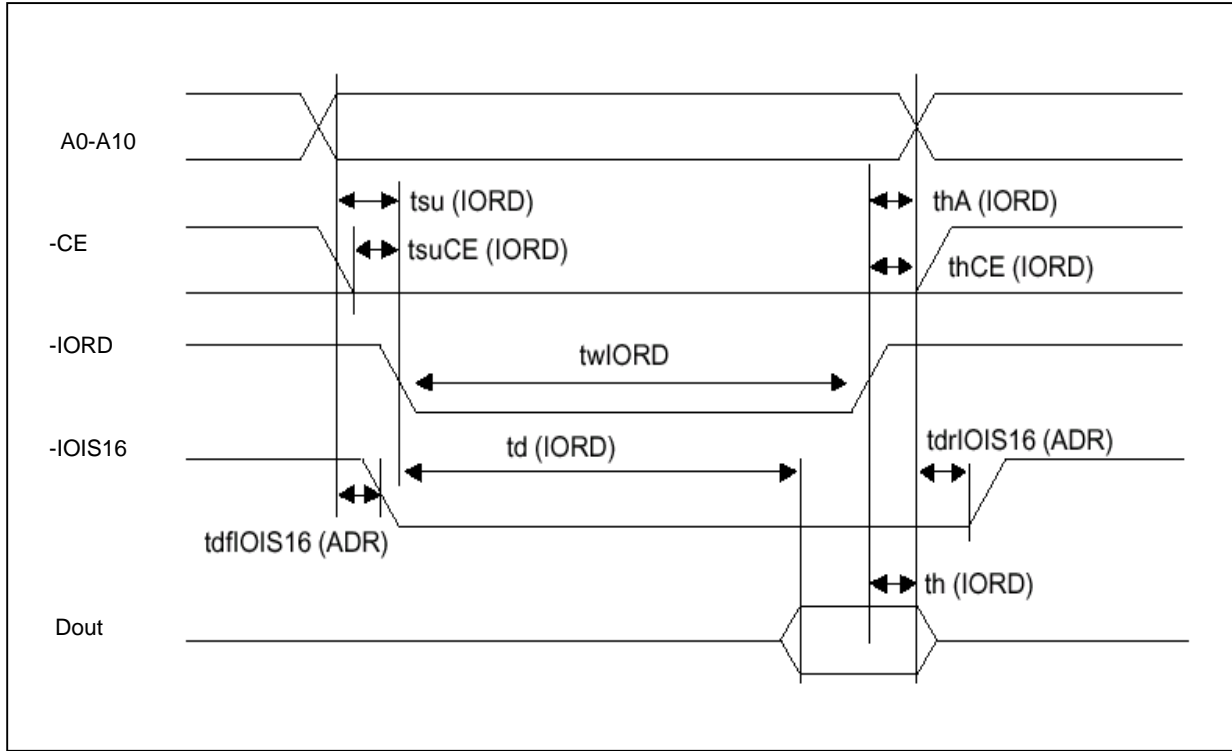 A0-A10
tsu (IORD)
thA (IORD)
-CE
tsuCE (IORD)
thCE (IORD)
-IORD
twIORD
-IOIS16
td (IORD)
tdrIOIS16 (ADR)
tdfIOIS16 (ADR)
th (IORD)
Dout